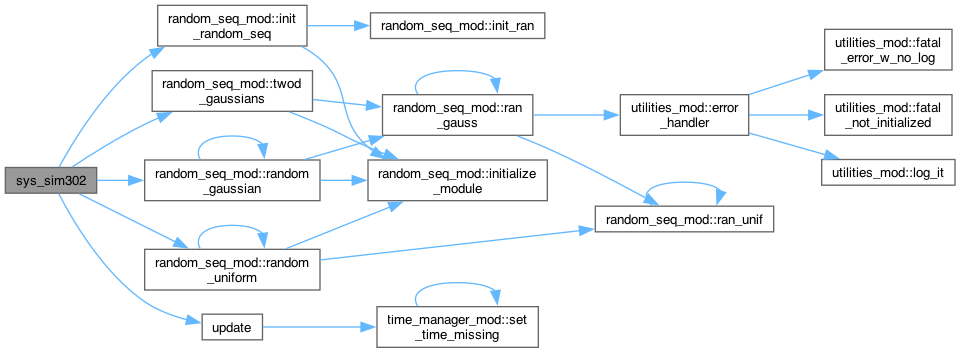 sys_sim302
random_seq_mod::init
_random_seq
random_seq_mod::init_ran
random_seq_mod::twod
_gaussians
random_seq_mod::ran
_gauss
random_seq_mod::random
_gaussian
random_seq_mod::initialize
_module
random_seq_mod::random
_uniform
random_seq_mod::ran_unif
update
time_manager_mod::set
_time_missing
utilities_mod::error
_handler
utilities_mod::fatal
_error_w_no_log
utilities_mod::fatal
_not_initialized
utilities_mod::log_it